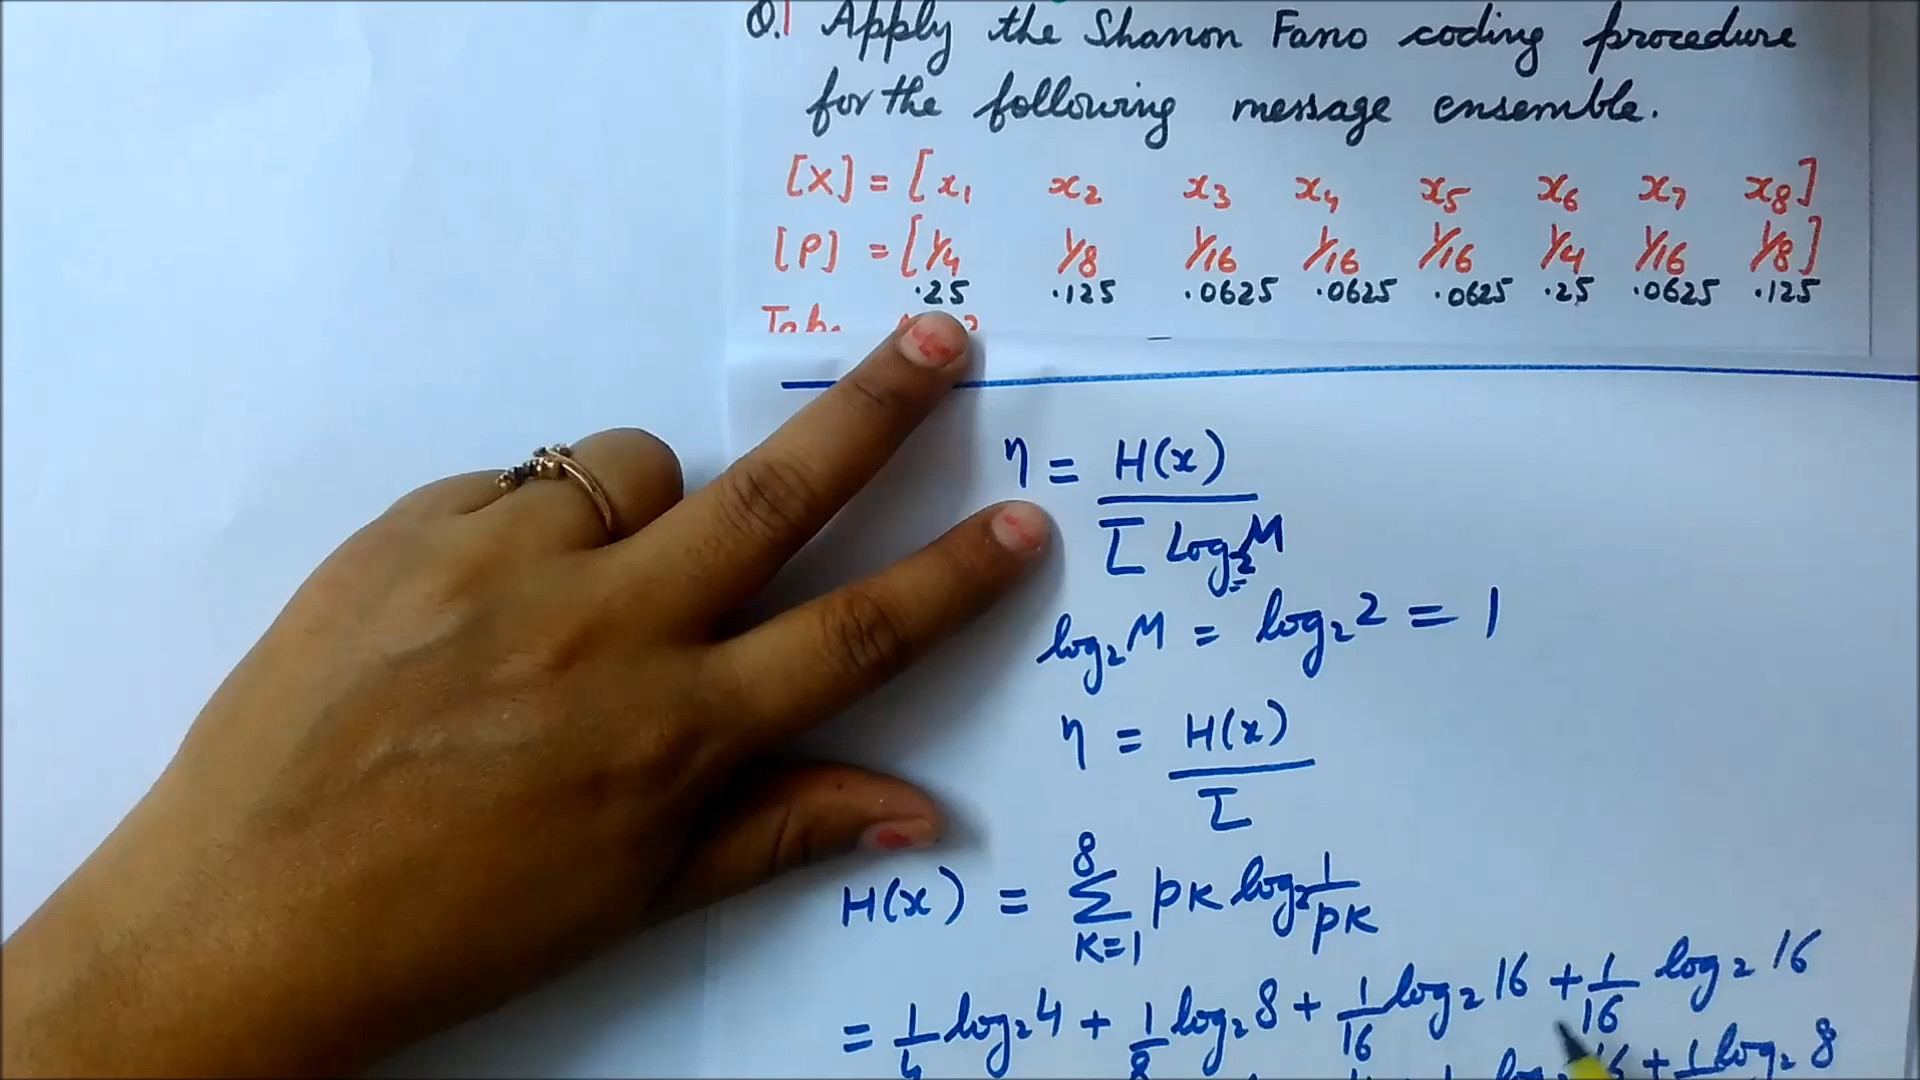 Q.1 Apply the Shanon Fano coding procedure
for the following message ensemble.
[X] = [x1 x2 x3 x4 x5 x6 x7 x8]
[P] = [1/4 1/8 1/16 1/16 1/16 1/4 1/16 1/8]
.25 .125 .0625 .0625 .0625 .25 .0625 .125
η = H(x)
L log2 M
log2 M = log2 2 = 1
η = H(x)
L
H(x) = 8 Σ K=1 PK log2 1/PK
= 1/4 log2 4 + 1/8 log2 8 + 1/16 log2 16 + 1/16 log2 16
+ 1 log2 8